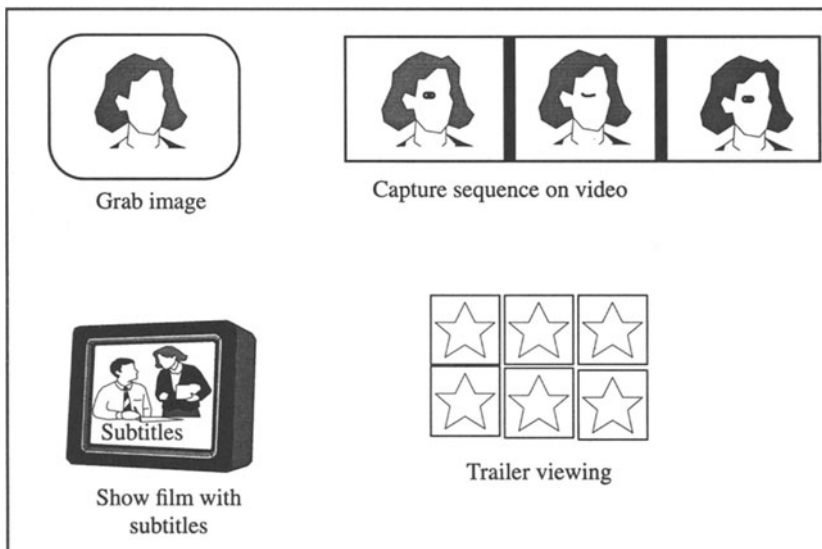 Grab image
Capture sequence on video
Subtitles
Show film with
subtitles
Trailer viewing